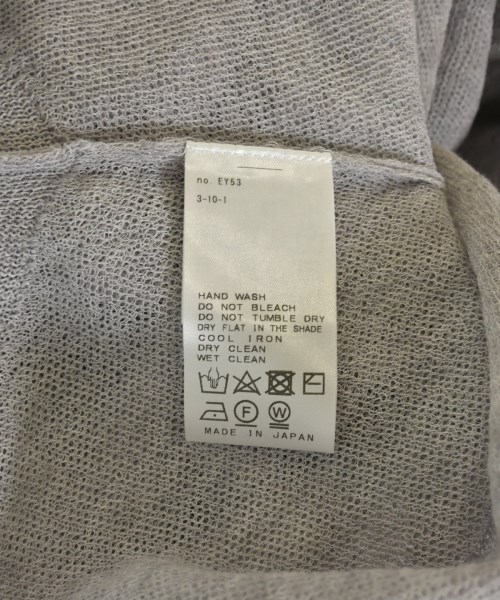 no. EY53
3-10-1
HAND WASH
DO NOT BLEACH
DO NOT TUMBLE DRY
DRY FLAT IN THE SHADE
COOL IRON
DRY CLEAN
WET CLEAN
F W
MADE IN JAPAN